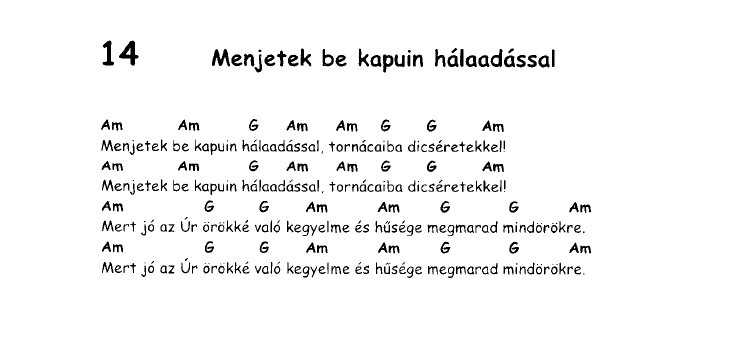 14 Menjetek be kapuin hálaadással
Am Am G Am Am G G Am
Menjetek be kapuin hálaadással, tornácaiba dicséretekkel!
Am Am G Am Am G G Am
Menjetek be kapuin hálaadással, tornácaiba dicséretekkel!
Am G G Am Am G G Am
Mert jó az Úr örökké való kegyelme és hűsége megmarad mindörökre.
Am G G Am Am G G Am
Mert jó az Úr örökké való kegyelme és hűsége megmarad mindörökre.